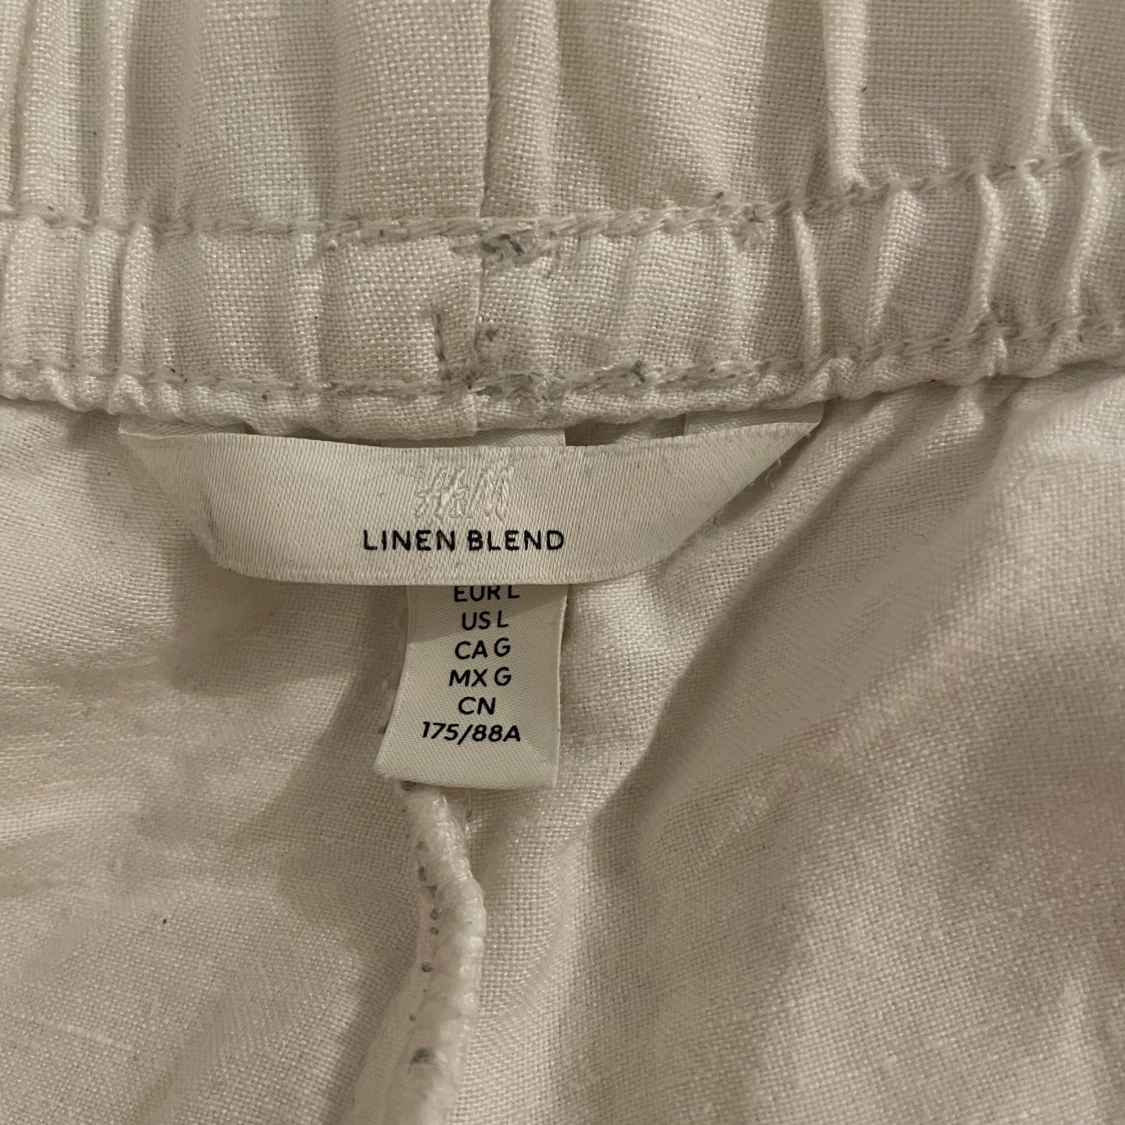 H&M
LINEN BLEND
EUR L
US L
CA G
MX G
CN
175/88A